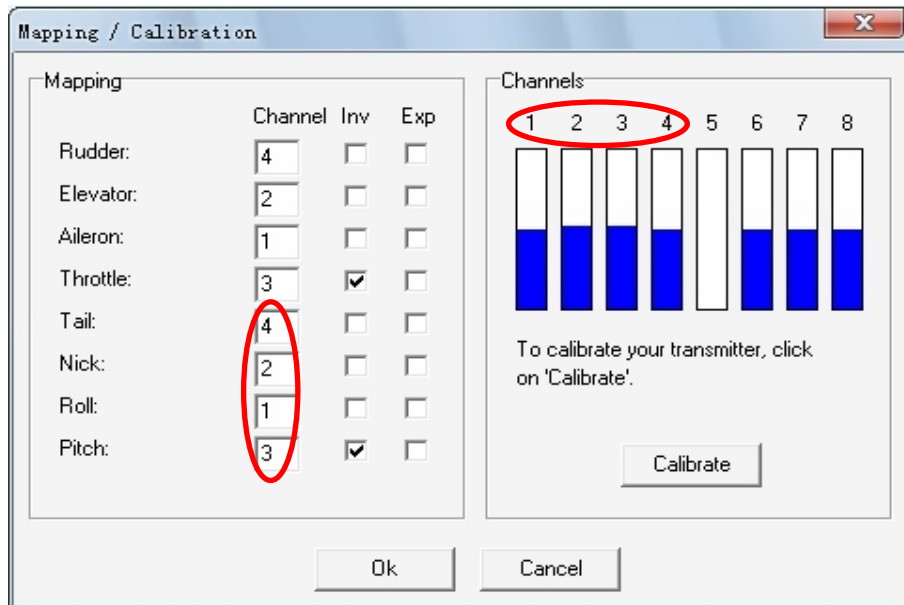 Mapping / Calibration
Mapping
Channel Inv Exp
Rudder: 4
Elevator: 2
Aileron: 1
Throttle: 3
Tail: 4
Nick: 2
Roll: 1
Pitch: 3
Channels
1 2 3 4 5 6 7 8
To calibrate your transmitter, click
on 'Calibrate'.
Calibrate
Ok Cancel